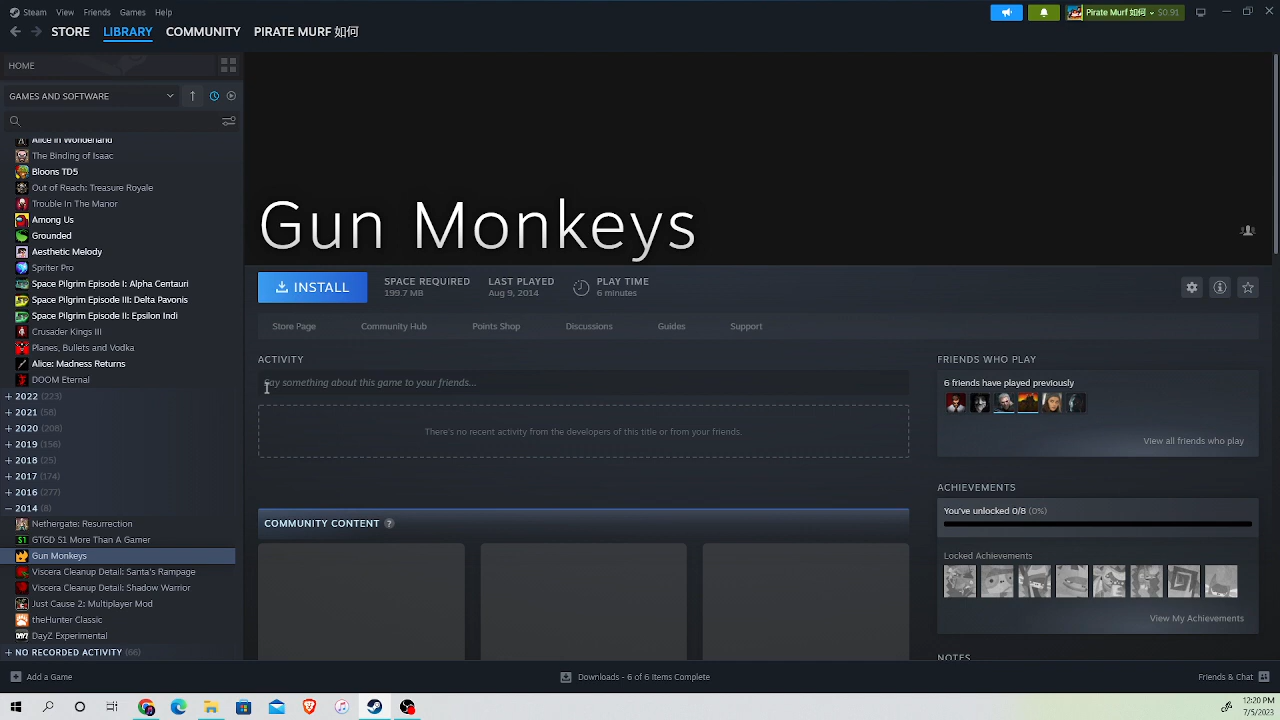 Steam View Friends Games Help
Pirate Murf 如何 $0.91
STORE LIBRARY COMMUNITY PIRATE MURF 如何
HOME
GAMES AND SOFTWARE
Alice in Wonderland
The Binding of Isaac
Bloons TD5
Out of Reach: Treasure Royale
Trouble In The Manor
Among Us
Grounded
Aesthetic Melody
Spriter Pro
Space Pilgrim Episode I: Alpha Centauri
Space Pilgrim Episode III: Delta Pavonis
Space Pilgrim Episode II: Epsilon Indi
Crusader Kings III
Planes, Bullets and Vodka
Alice: Madness Returns
DOOM Eternal
2022 (223)
2021 (58)
2020 (208)
2019 (156)
2018 (25)
2017 (174)
2016 (277)
2014 (8)
Nethergate: Resurrection
GTGD S1 More Than A Gamer
Gun Monkeys
Viscera Cleanup Detail: Santa's Rampage
Viscera Cleanup Detail: Shadow Warrior
Just Cause 2: Multiplayer Mod
theHunter Classic
DayZ Experimental
NO RECORDED ACTIVITY (66)
Gun Monkeys
INSTALL
SPACE REQUIRED
199.7 MB
LAST PLAYED
Aug 9, 2014
PLAY TIME
6 minutes
Store Page Community Hub Points Shop Discussions Guides Support
ACTIVITY
Say something about this game to your friends...
There's no recent activity from the developers of this title or from your friends.
COMMUNITY CONTENT ?
FRIENDS WHO PLAY
6 friends have played previously
View all friends who play
ACHIEVEMENTS
You've unlocked 0/8 (0%)
Locked Achievements
View My Achievements
NOTES
Add a Game
Downloads - 6 of 6 Items Complete
Friends & Chat
12:20 PM
7/5/2023